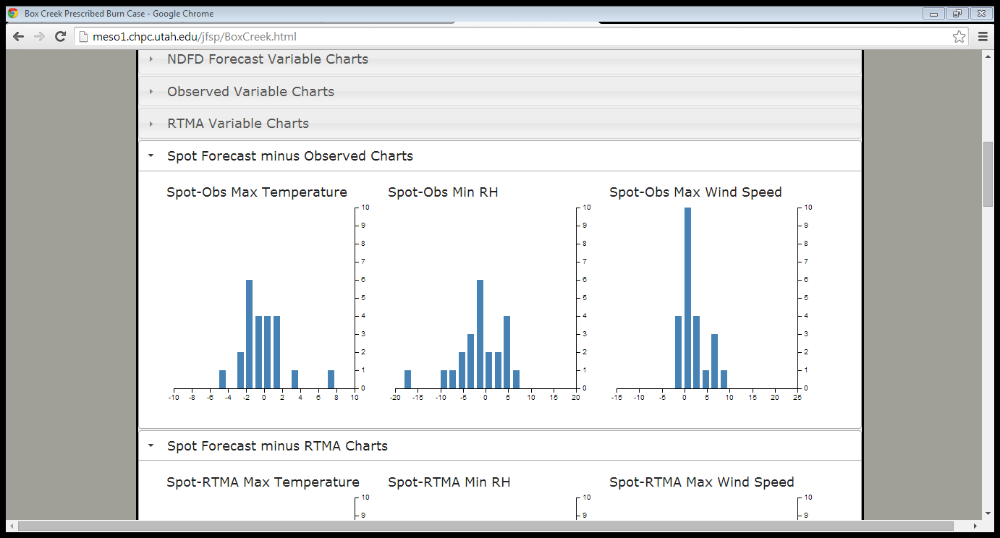 Box Creek Prescribed Burn Case - Google Chrome
meso1.chpc.utah.edu/jfsp/BoxCreek.html
NDFD Forecast Variable Charts
Observed Variable Charts
RTMA Variable Charts
Spot Forecast minus Observed Charts
Spot-Obs Max Temperature
10
9
8
7
6
5
4
3
2
1
0
-10 -8 -6 -4 -2 0 2 4 6 8 10
Spot-Obs Min RH
10
9
8
7
6
5
4
3
2
1
0
-20 -15 -10 -5 0 5 10 15 20
Spot-Obs Max Wind Speed
10
9
8
7
6
5
4
3
2
1
0
-15 -10 -5 0 5 10 15 20 25
Spot Forecast minus RTMA Charts
Spot-RTMA Max Temperature
10
9
Spot-RTMA Min RH
10
9
Spot-RTMA Max Wind Speed
10
9